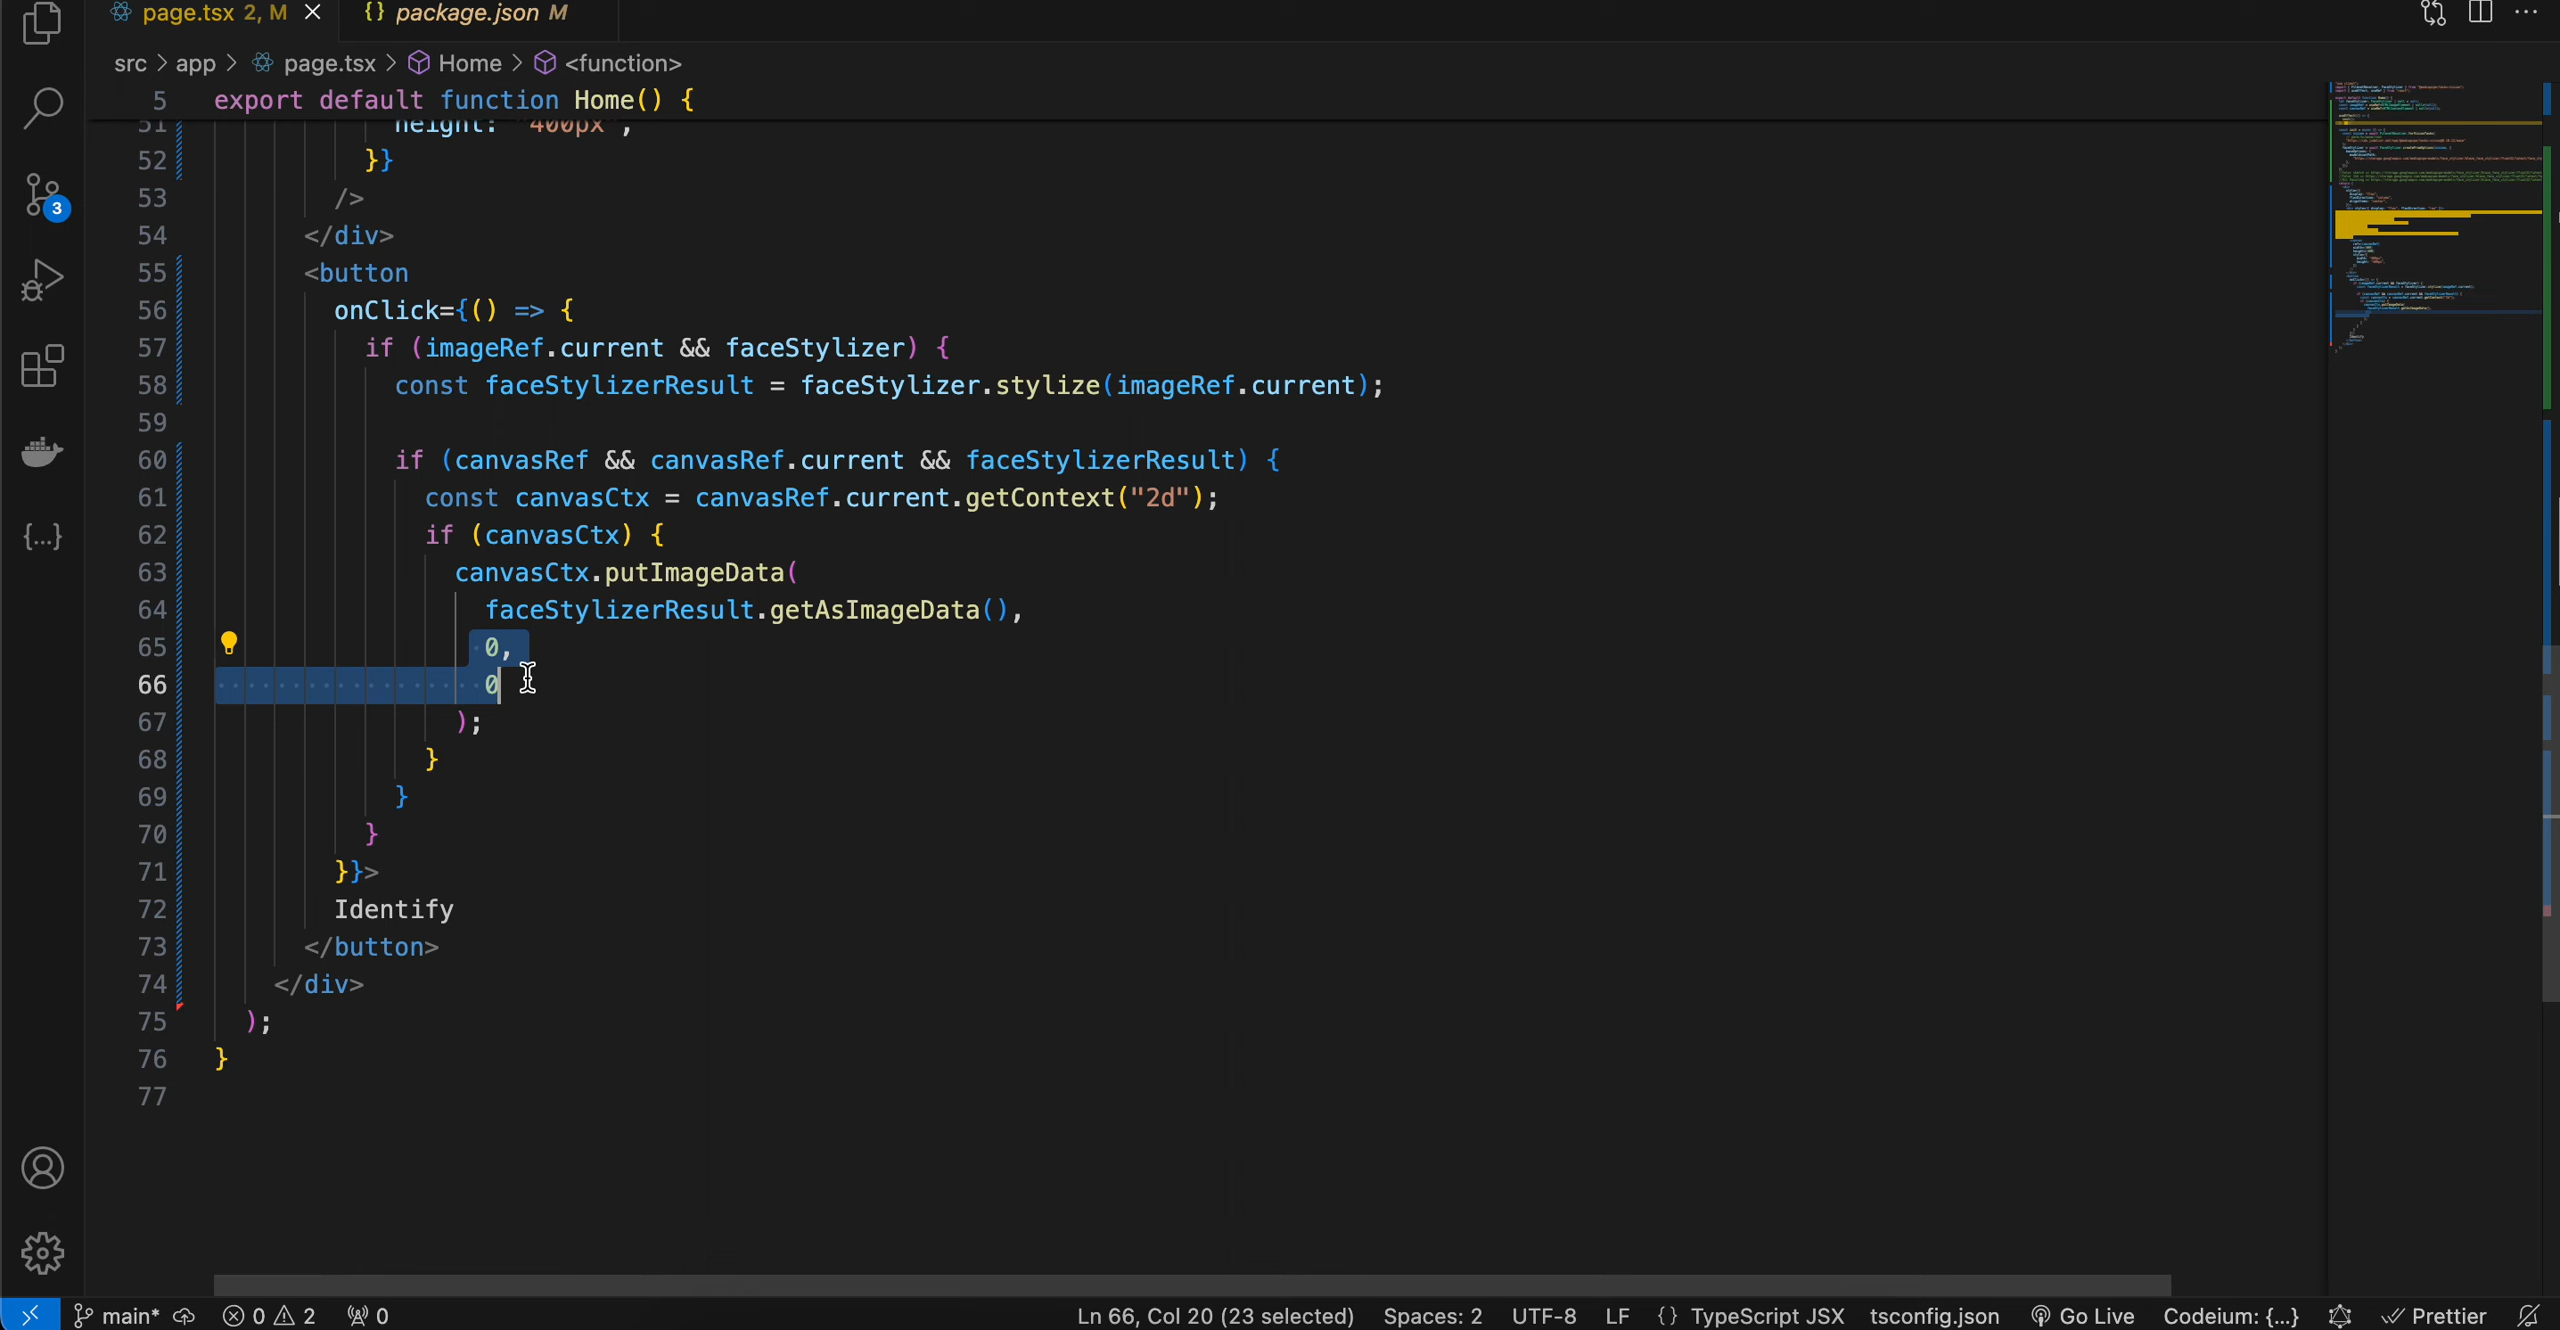 page.tsx 2, M
{} package.json M
src > app > page.tsx > Home > <function>
5 export default function Home() {
51 height: "400px",
52 }}
53 />
54 </div>
55 <button
56 onClick={() => {
57 if (imageRef.current && faceStylizer) {
58 const faceStylizerResult = faceStylizer.stylize(imageRef.current);
59
60 if (canvasRef && canvasRef.current && faceStylizerResult) {
61 const canvasCtx = canvasRef.current.getContext("2d");
62 if (canvasCtx) {
63 canvasCtx.putImageData(
64 faceStylizerResult.getAsImageData(),
65 0,
66 0
67 );
68 }
69 }
70 }
71 }}>
72 Identify
73 </button>
74 </div>
75 );
76 }
77
3
{...}
main* 0 2 0 Ln 66, Col 20 (23 selected) Spaces: 2 UTF-8 LF {} TypeScript JSX tsconfig.json Go Live Codeium: {...} Prettier